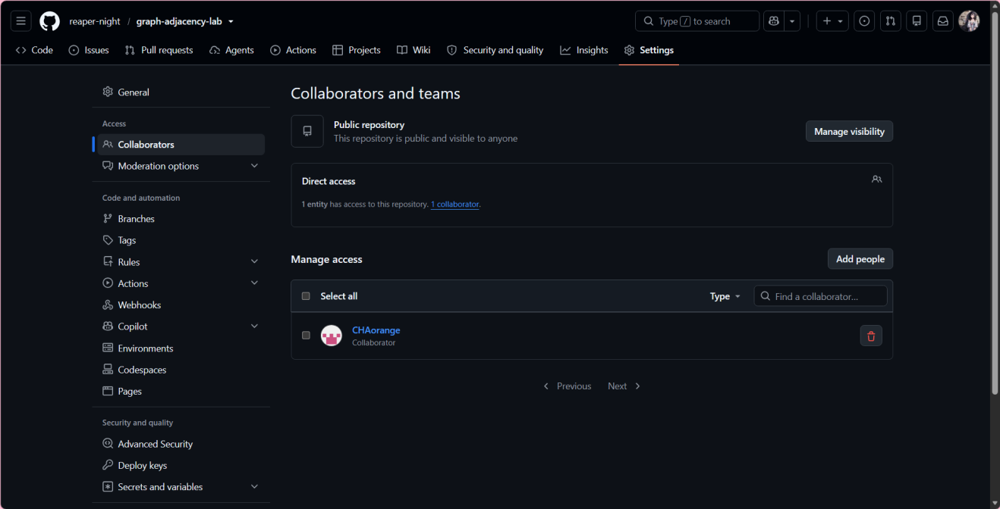 reaper-night / graph-adjacency-lab
Type / to search
Code
Issues
Pull requests
Agents
Actions
Projects
Wiki
Security and quality
Insights
Settings
General
Access
Collaborators
Moderation options
Code and automation
Branches
Tags
Rules
Actions
Webhooks
Copilot
Environments
Codespaces
Pages
Security and quality
Advanced Security
Deploy keys
Secrets and variables
Collaborators and teams
Public repository
This repository is public and visible to anyone
Manage visibility
Direct access
1 entity has access to this repository. 1 collaborator.
Manage access
Add people
Select all
Type
Find a collaborator...
CHAorange
Collaborator
Previous
Next